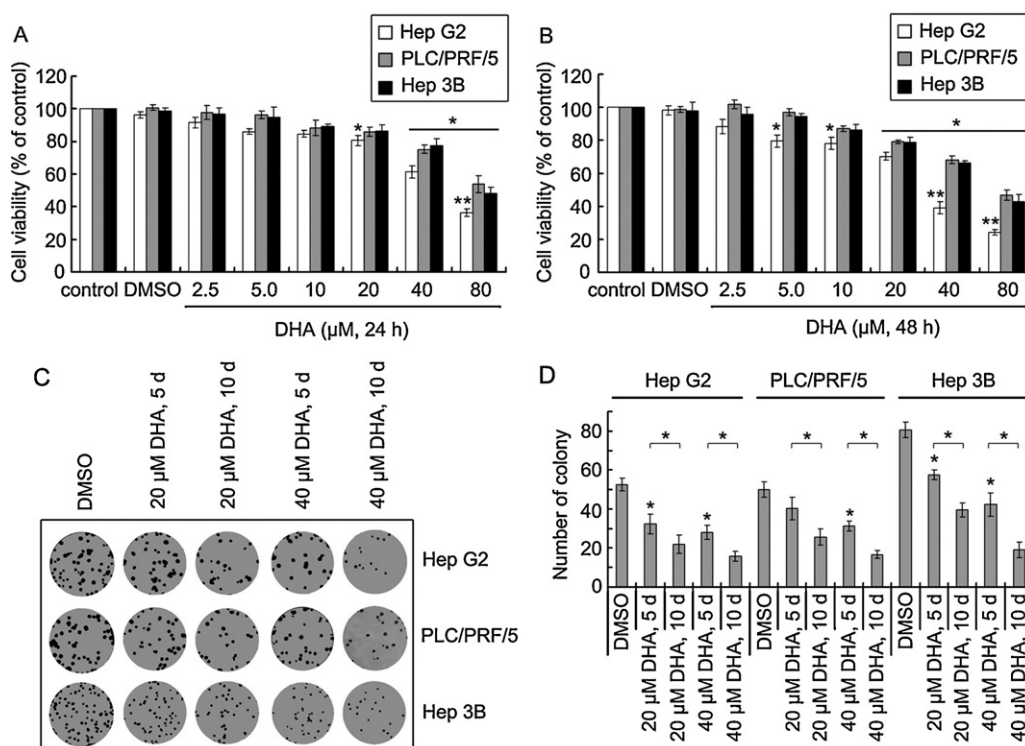 A
Hep G2
PLC/PRF/5
Hep 3B
Cell viability (% of control)
120
100
80
60
40
20
0
*
*
**
control DMSO 2.5 5.0 10 20 40 80
DHA (µM, 24 h)
B
Hep G2
PLC/PRF/5
Hep 3B
Cell viability (% of control)
120
100
80
60
40
20
0
*
*
*
**
**
control DMSO 2.5 5.0 10 20 40 80
DHA (µM, 48 h)
C
DMSO
20 µM DHA, 5 d
20 µM DHA, 10 d
40 µM DHA, 5 d
40 µM DHA, 10 d
Hep G2
PLC/PRF/5
Hep 3B
D
Hep G2 PLC/PRF/5 Hep 3B
Number of colony
80
60
40
20
0
* * * * * *
* * * * *
DMSO
20 µM DHA, 5 d
20 µM DHA, 10 d
40 µM DHA, 5 d
40 µM DHA, 10 d
DMSO
20 µM DHA, 5 d
20 µM DHA, 10 d
40 µM DHA, 5 d
40 µM DHA, 10 d
DMSO
20 µM DHA, 5 d
20 µM DHA, 10 d
40 µM DHA, 5 d
40 µM DHA, 10 d